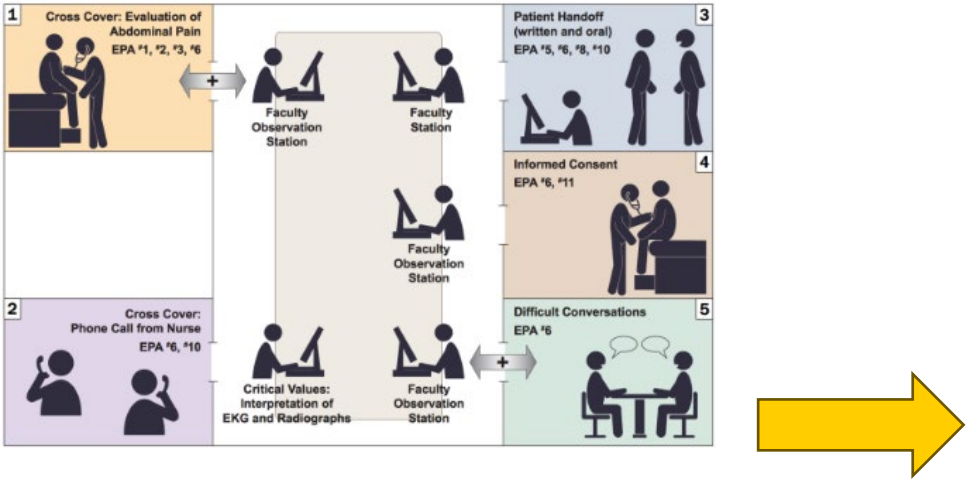 1
Cross Cover: Evaluation of
Abdominal Pain
EPA #1, #2, #3, #6
+
Faculty
Observation
Station
Faculty
Station
3
Patient Handoff
(written and oral)
EPA #5, #6, #8, #10
4
Informed Consent
EPA #6, #11
Faculty
Observation
Station
2
Cross Cover:
Phone Call from Nurse
EPA #6, #10
Critical Values:
Interpretation of
EKG and Radiographs
Faculty
Observation
Station
+
5
Difficult Conversations
EPA #6